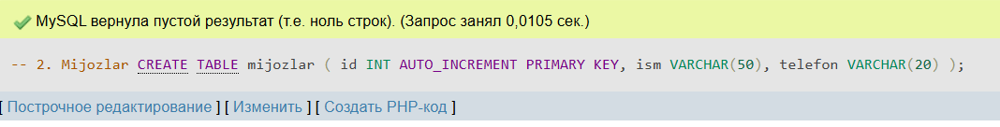 MySQL вернула пустой результат (т.е. ноль строк). (Запрос занял 0,0105 сек.)
-- 2. Mijozlar CREATE TABLE mijozlar ( id INT AUTO_INCREMENT PRIMARY KEY, ism VARCHAR(50), telefon VARCHAR(20) );
[ Построчное редактирование ] [ Изменить ] [ Создать PHP-код ]